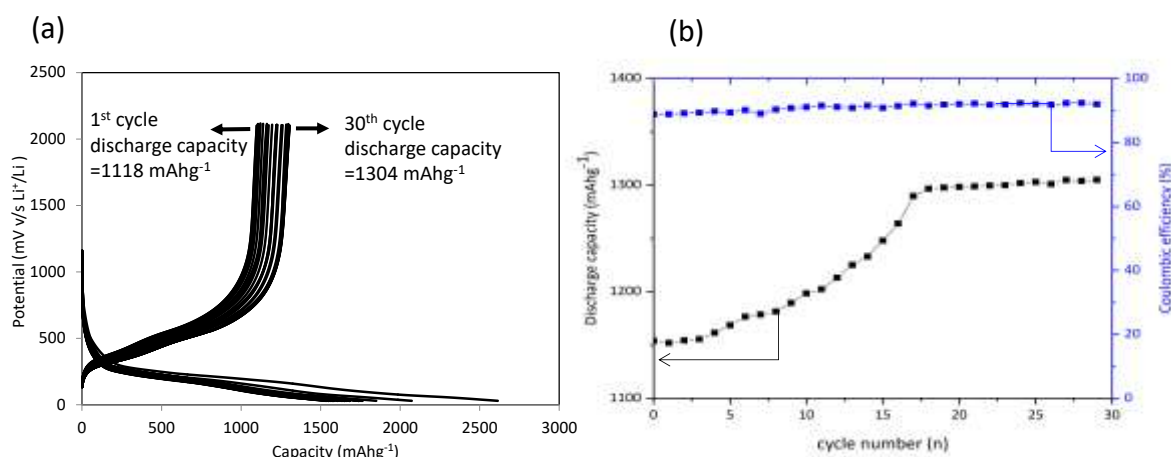 (a)
2500
2000
1500
1000
500
0
Potential (mV v/s Li⁺/Li )
1ˢᵗ cycle
discharge capacity
=1118 mAhg⁻¹
30ᵗʰ cycle
discharge capacity
=1304 mAhg⁻¹
0 500 1000 1500 2000 2500 3000
Capacity (mAhg⁻¹)
(b)
1400
1300
1200
1100
Discharge capacity (mAhg⁻¹)
100
80
60
40
20
0
Coulombic efficiency (%)
0 5 10 15 20 25 30
cycle number (n)